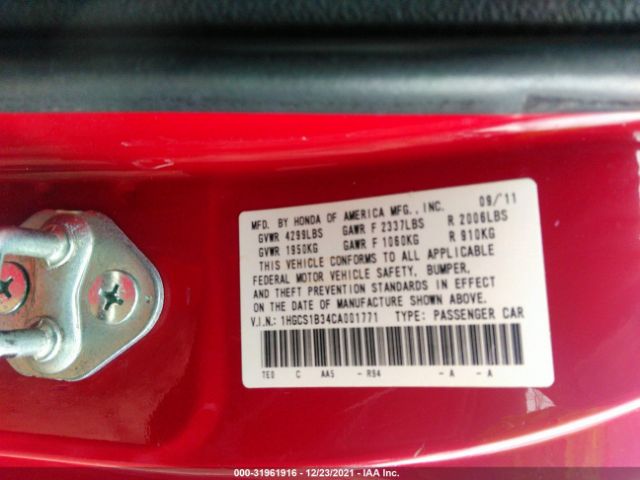 MFD. BY HONDA OF AMERICA MFG., INC. 09/11
GVWR 4299LBS GAWR F 2337LBS R 2006LBS
GVWR 1950KG GAWR F 1060KG R 910KG
THIS VEHICLE CONFORMS TO ALL APPLICABLE
FEDERAL MOTOR VEHICLE SAFETY, BUMPER,
AND THEFT PREVENTION STANDARDS IN EFFECT
ON THE DATE OF MANUFACTURE SHOWN ABOVE.
V.I.N.: 1HGCS1B34CA001771 TYPE: PASSENGER CAR
TE0 C AA5 - R94 - A - A
000-31961916 - 12/23/2021 - IAA Inc.